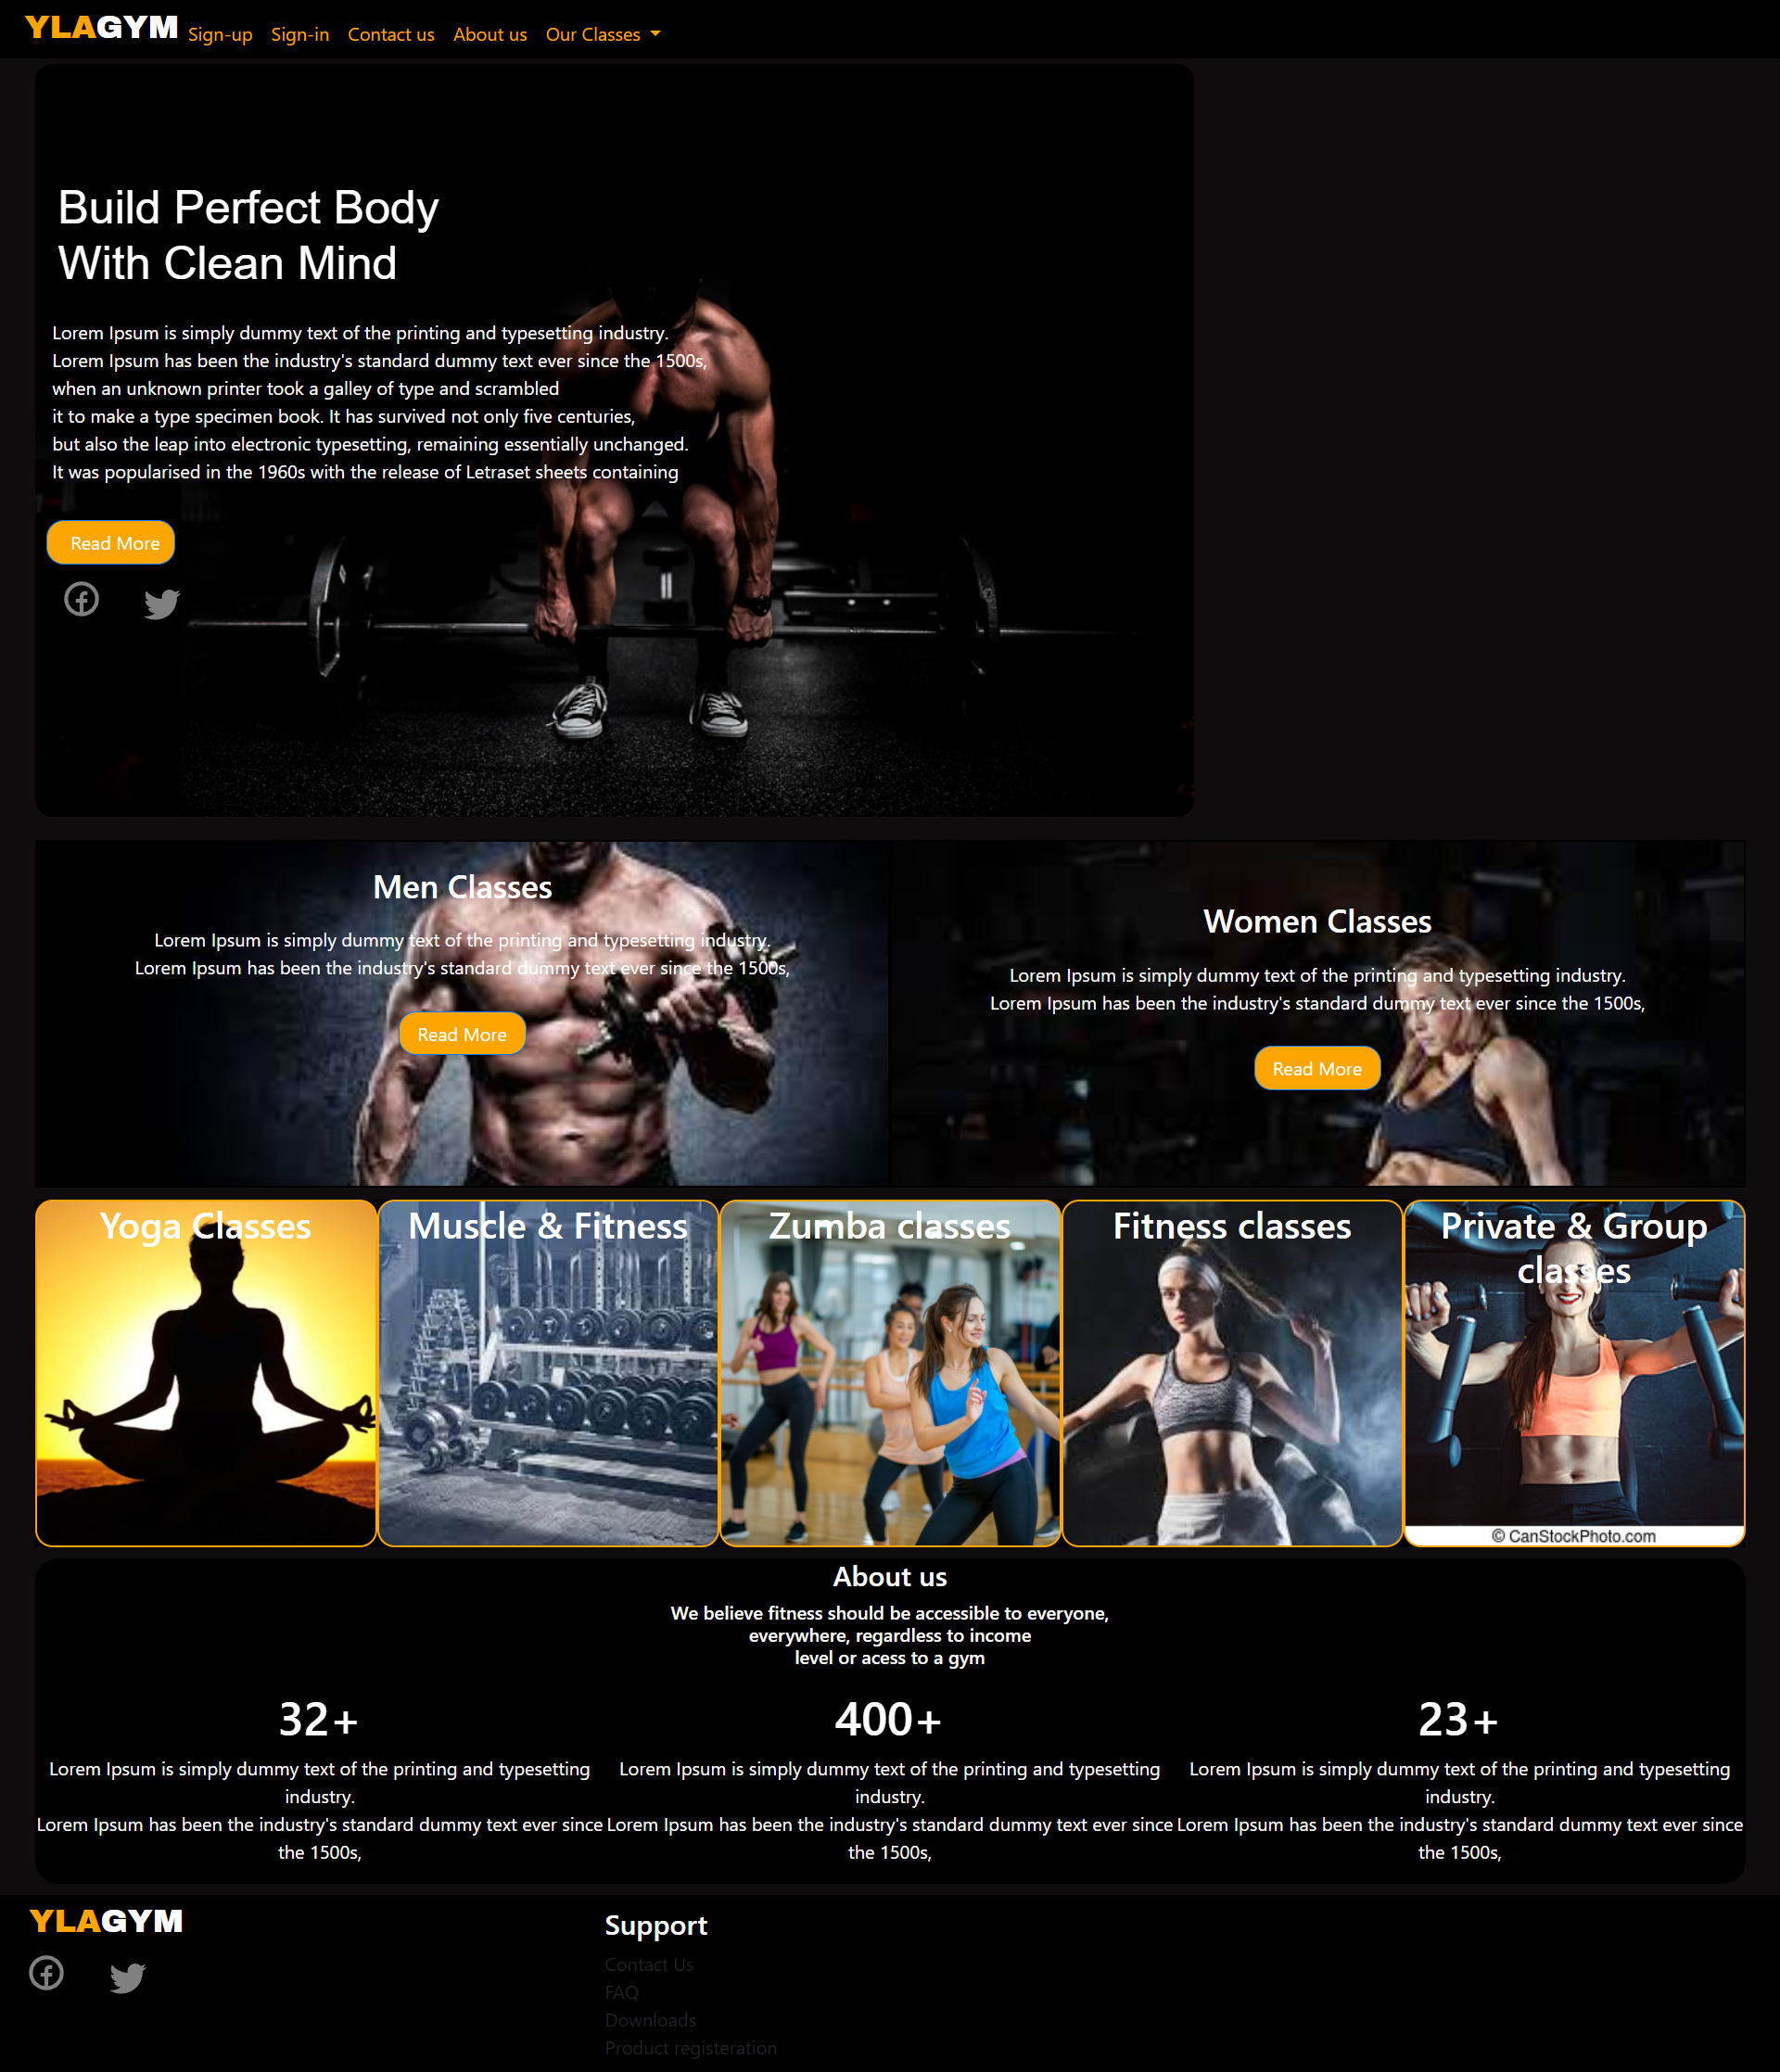 YLAGYM Sign-up Sign-in Contact us About us Our Classes
Build Perfect Body
With Clean Mind
Lorem Ipsum is simply dummy text of the printing and typesetting industry.
Lorem Ipsum has been the industry's standard dummy text ever since the 1500s,
when an unknown printer took a galley of type and scrambled
it to make a type specimen book. It has survived not only five centuries,
but also the leap into electronic typesetting, remaining essentially unchanged.
It was popularised in the 1960s with the release of Letraset sheets containing
Read More
Men Classes
Lorem Ipsum is simply dummy text of the printing and typesetting industry.
Lorem Ipsum has been the industry's standard dummy text ever since the 1500s,
Read More
Women Classes
Lorem Ipsum is simply dummy text of the printing and typesetting industry.
Lorem Ipsum has been the industry's standard dummy text ever since the 1500s,
Read More
Yoga Classes
Muscle & Fitness
Zumba classes
Fitness classes
Private & Group
classes
© CanStockPhoto.com
About us
We believe fitness should be accessible to everyone,
everywhere, regardless to income
level or acess to a gym
32+
Lorem Ipsum is simply dummy text of the printing and typesetting
industry.
Lorem Ipsum has been the industry's standard dummy text ever since
the 1500s,
400+
Lorem Ipsum is simply dummy text of the printing and typesetting
industry.
Lorem Ipsum has been the industry's standard dummy text ever since
the 1500s,
23+
Lorem Ipsum is simply dummy text of the printing and typesetting
industry.
Lorem Ipsum has been the industry's standard dummy text ever since
the 1500s,
YLAGYM
Support
Contact Us
FAQ
Downloads
Product registeration